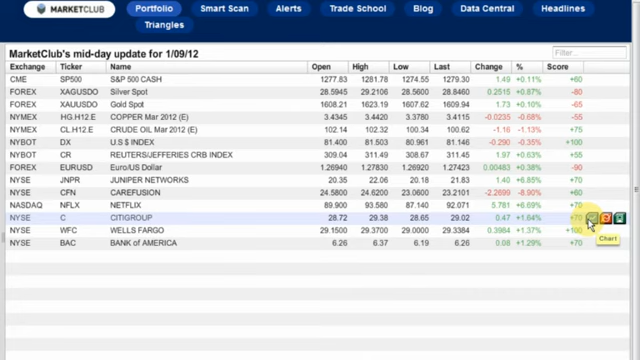 MARKETCLUB Portfolio Smart Scan Alerts Trade School Blog Data Central Headlines
Triangles
MarketClub's mid-day update for 1/09/12 Filter...
Exchange Ticker Name Open High Low Last Change % Score
CME SP500 S&P 500 CASH 1277.83 1281.78 1274.55 1279.30 1.49 +0.11% +60
FOREX XAGUSDO Silver Spot 28.5945 29.2106 28.5600 28.8460 0.2515 +0.87% -80
FOREX XAUUSDO Gold Spot 1608.21 1623.19 1607.62 1609.94 1.73 +0.10% -65
NYMEX HG.H12.E COPPER Mar 2012 (E) 3.4345 3.4420 3.3780 3.4115 -0.0235 -0.68% -55
NYMEX CL.H12.E CRUDE OIL Mar 2012 (E) 102.14 102.32 100.54 100.58 -1.16 -1.13% +75
NYBOT DX U.S $ INDEX 81.400 81.503 80.961 81.146 -0.290 -0.35% +100
NYBOT CR REUTERS/JEFFERIES CRB INDEX 309.04 311.49 308.67 311.45 1.97 +0.63% +55
FOREX EURUSD Euro/US Dollar 1.26940 1.27830 1.26680 1.27420 0.00483 +0.38% -90
NYSE JNPR JUNIPER NETWORKS 20.35 22.06 20.18 21.71 1.40 +6.85% +75
NYSE CFN CAREFUSION 24.5800 24.6200 23.0600 23.2101 -2.2699 -8.90% +60
NASDAQ NFLX NETFLIX 89.900 93.580 87.140 92.071 5.781 +6.69% +70
NYSE C CITIGROUP 28.72 29.38 28.65 29.02 0.47 +1.64% +70
NYSE WFC WELLS FARGO 29.1500 29.3700 29.0000 29.3384 0.3984 +1.37% +100
Chart
NYSE BAC BANK of AMERICA 6.26 6.37 6.19 6.26 0.08 +1.29% +70